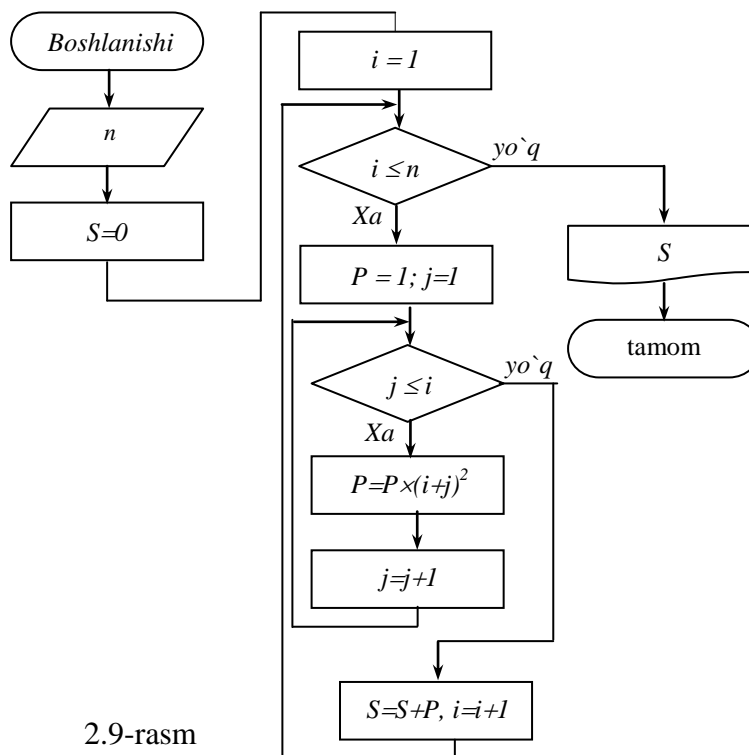 Boshlanishi
n
S=0
i = 1
i ≤ n
yo`q
Xa
S
tamom
P = 1; j=1
j ≤ i
yo`q
Xa
P=P×(i+j)²
j=j+1
S=S+P, i=i+1
2.9-rasm